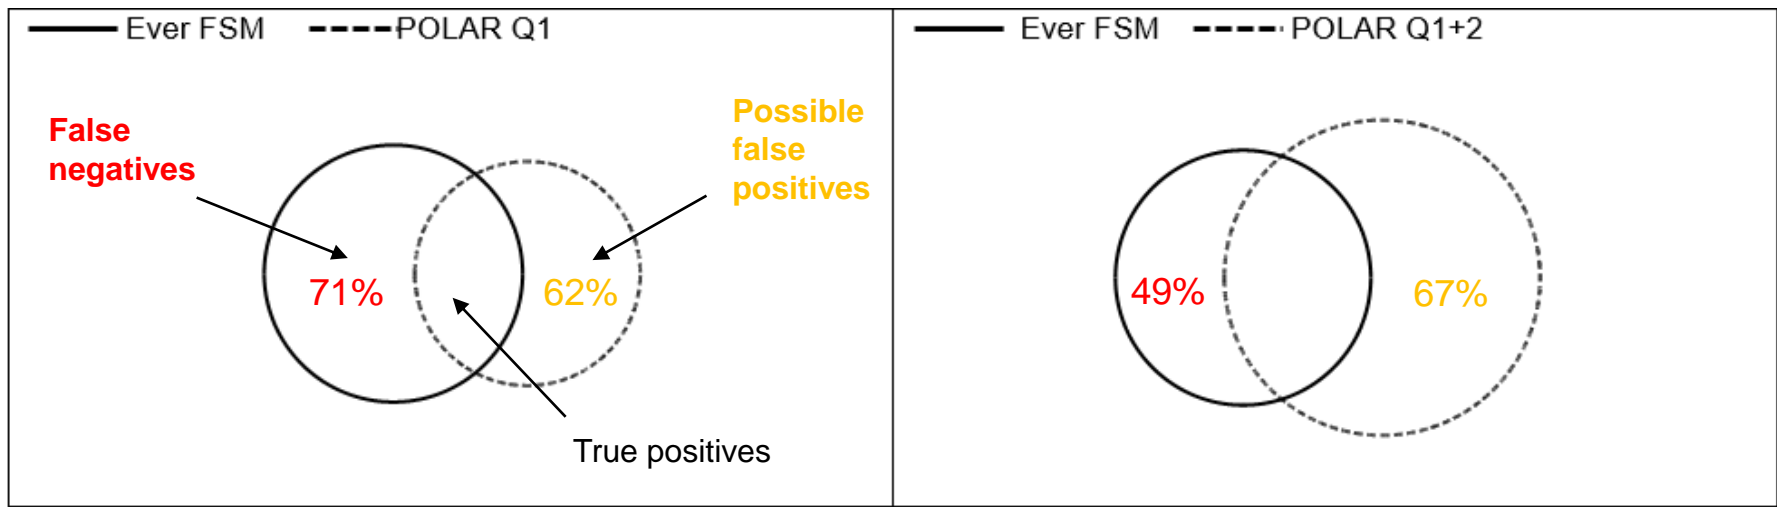 Ever FSM POLAR Q1
False
negatives
Possible
false
positives
71%
62%
True positives
Ever FSM POLAR Q1+2
49%
67%